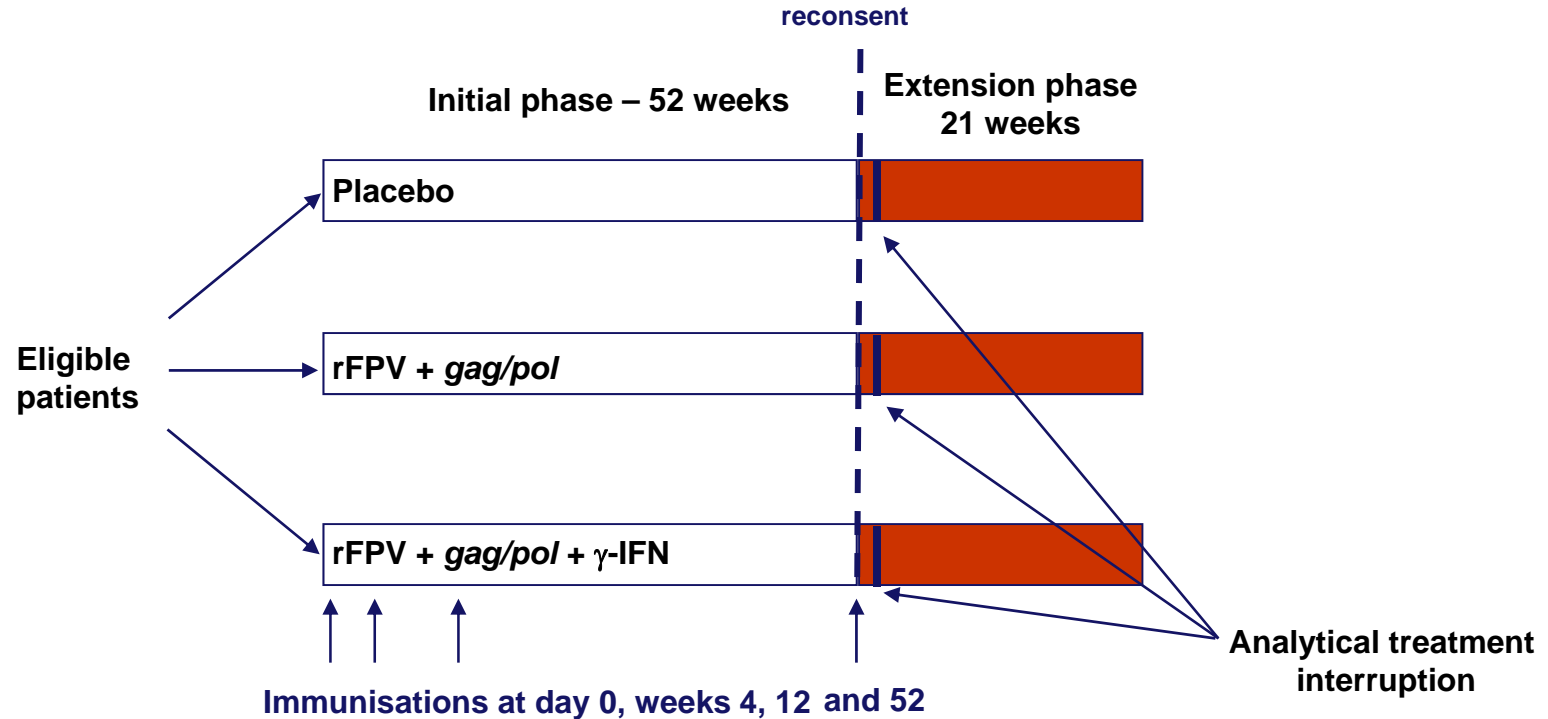 reconsent
Initial phase – 52 weeks
Extension phase
21 weeks
Placebo
Eligible
patients
rFPV + gag/pol
rFPV + gag/pol + γ-IFN
Analytical treatment
interruption
Immunisations at day 0, weeks 4, 12 and 52